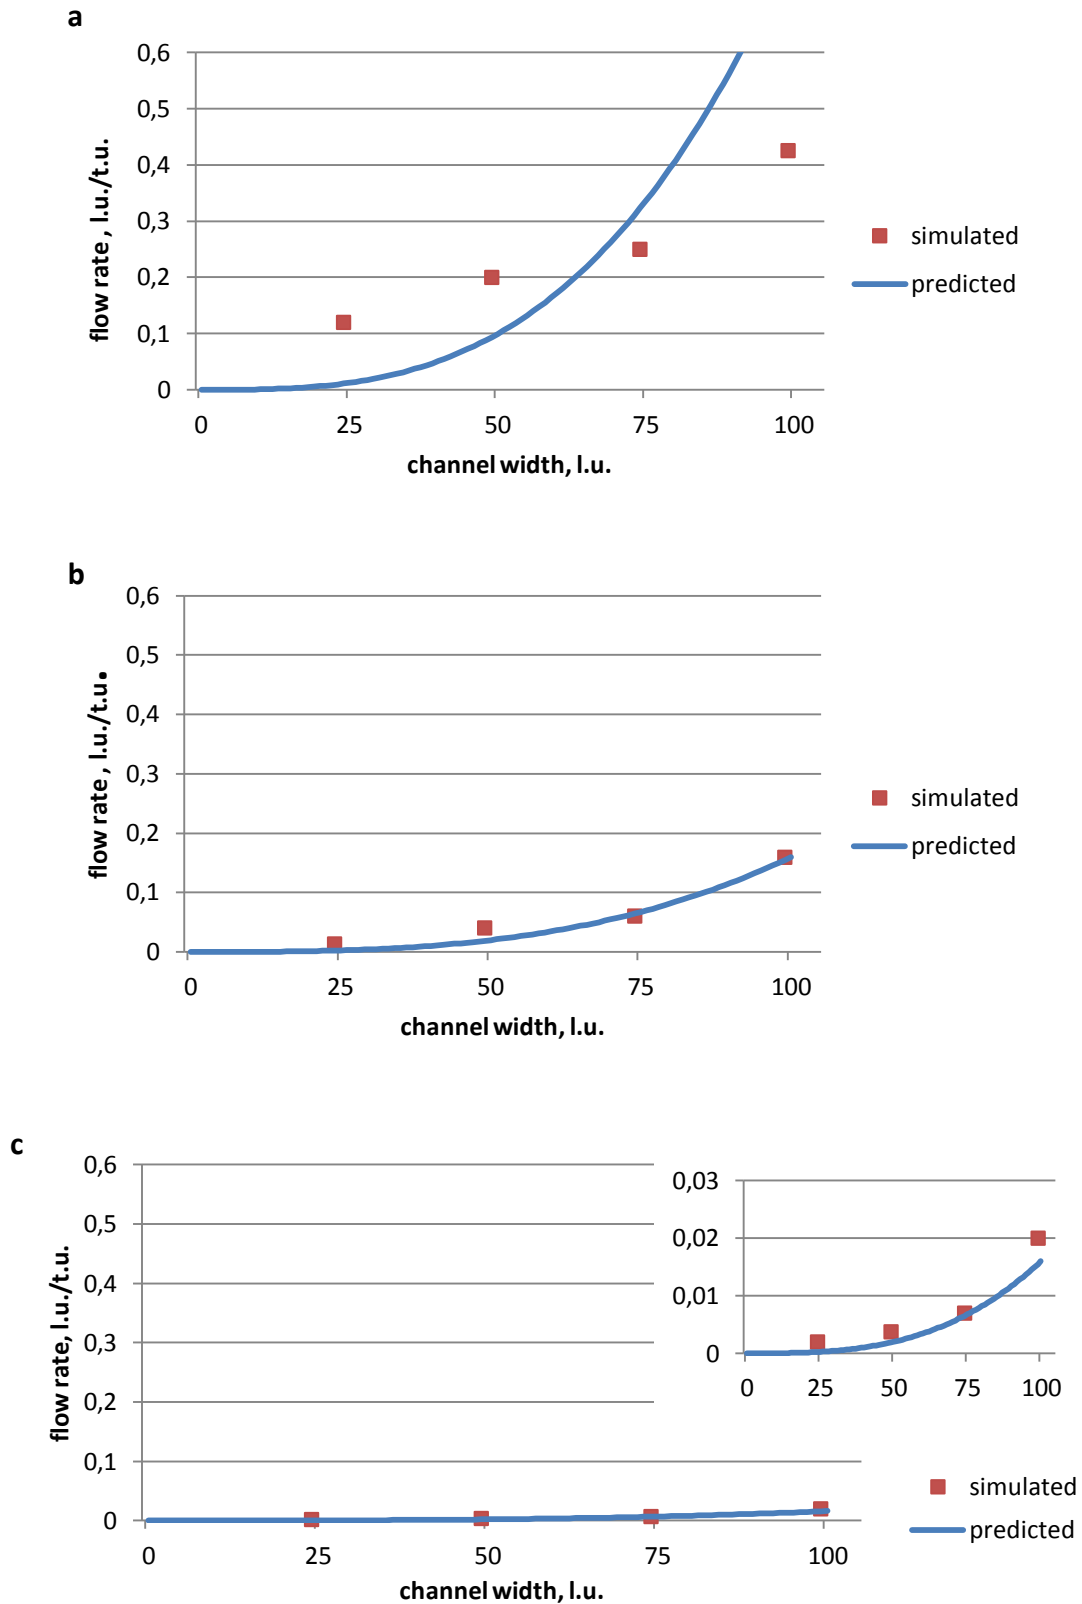 a
0,6
0,5
0,4
0,3
0,2
0,1
0
flow rate , l.u./t.u.
0 25 50 75 100
channel width, l.u.
simulated
predicted
b
0,6
0,5
0,4
0,3
0,2
0,1
0
flow rate , l.u./t.u.
0 25 50 75 100
channel width, l.u.
simulated
predicted
c
0,6
0,5
0,4
0,3
0,2
0,1
0
flow rate, l.u./t.u.
0 25 50 75 100
channel width, l.u.
0,03
0,02
0,01
0
0 25 50 75 100
simulated
predicted